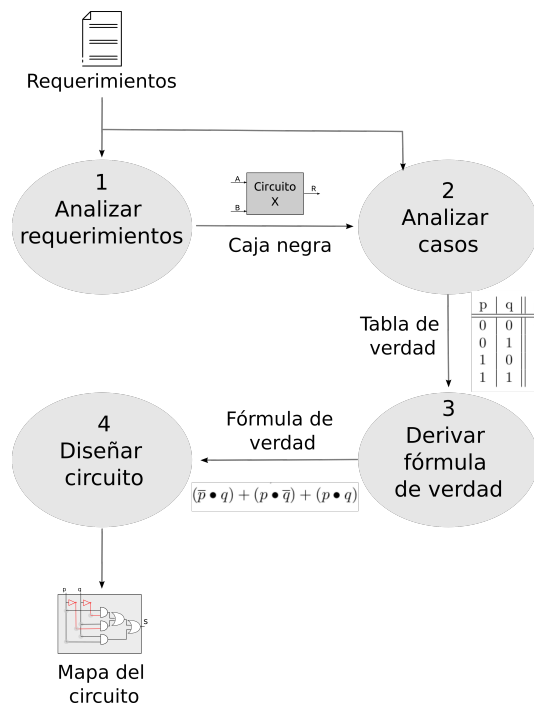 Requerimientos
1
Analizar
requerimientos
A
B
Circuito
X
R
Caja negra
2
Analizar
casos
Tabla de
verdad
p q
0 0
0 1
1 0
1 1
3
Derivar
fórmula
de verdad
Fórmula de
verdad
(p̅ • q) + (p • q̅) + (p • q)
4
Diseñar
circuito
p q
S
Mapa del
circuito